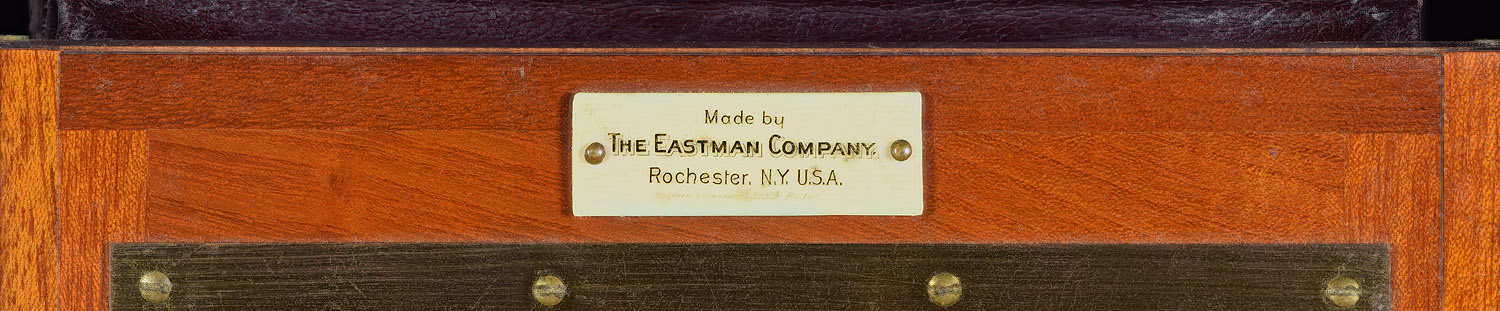 Made by
THE EASTMAN COMPANY.
Rochester. N.Y. U.S.A.